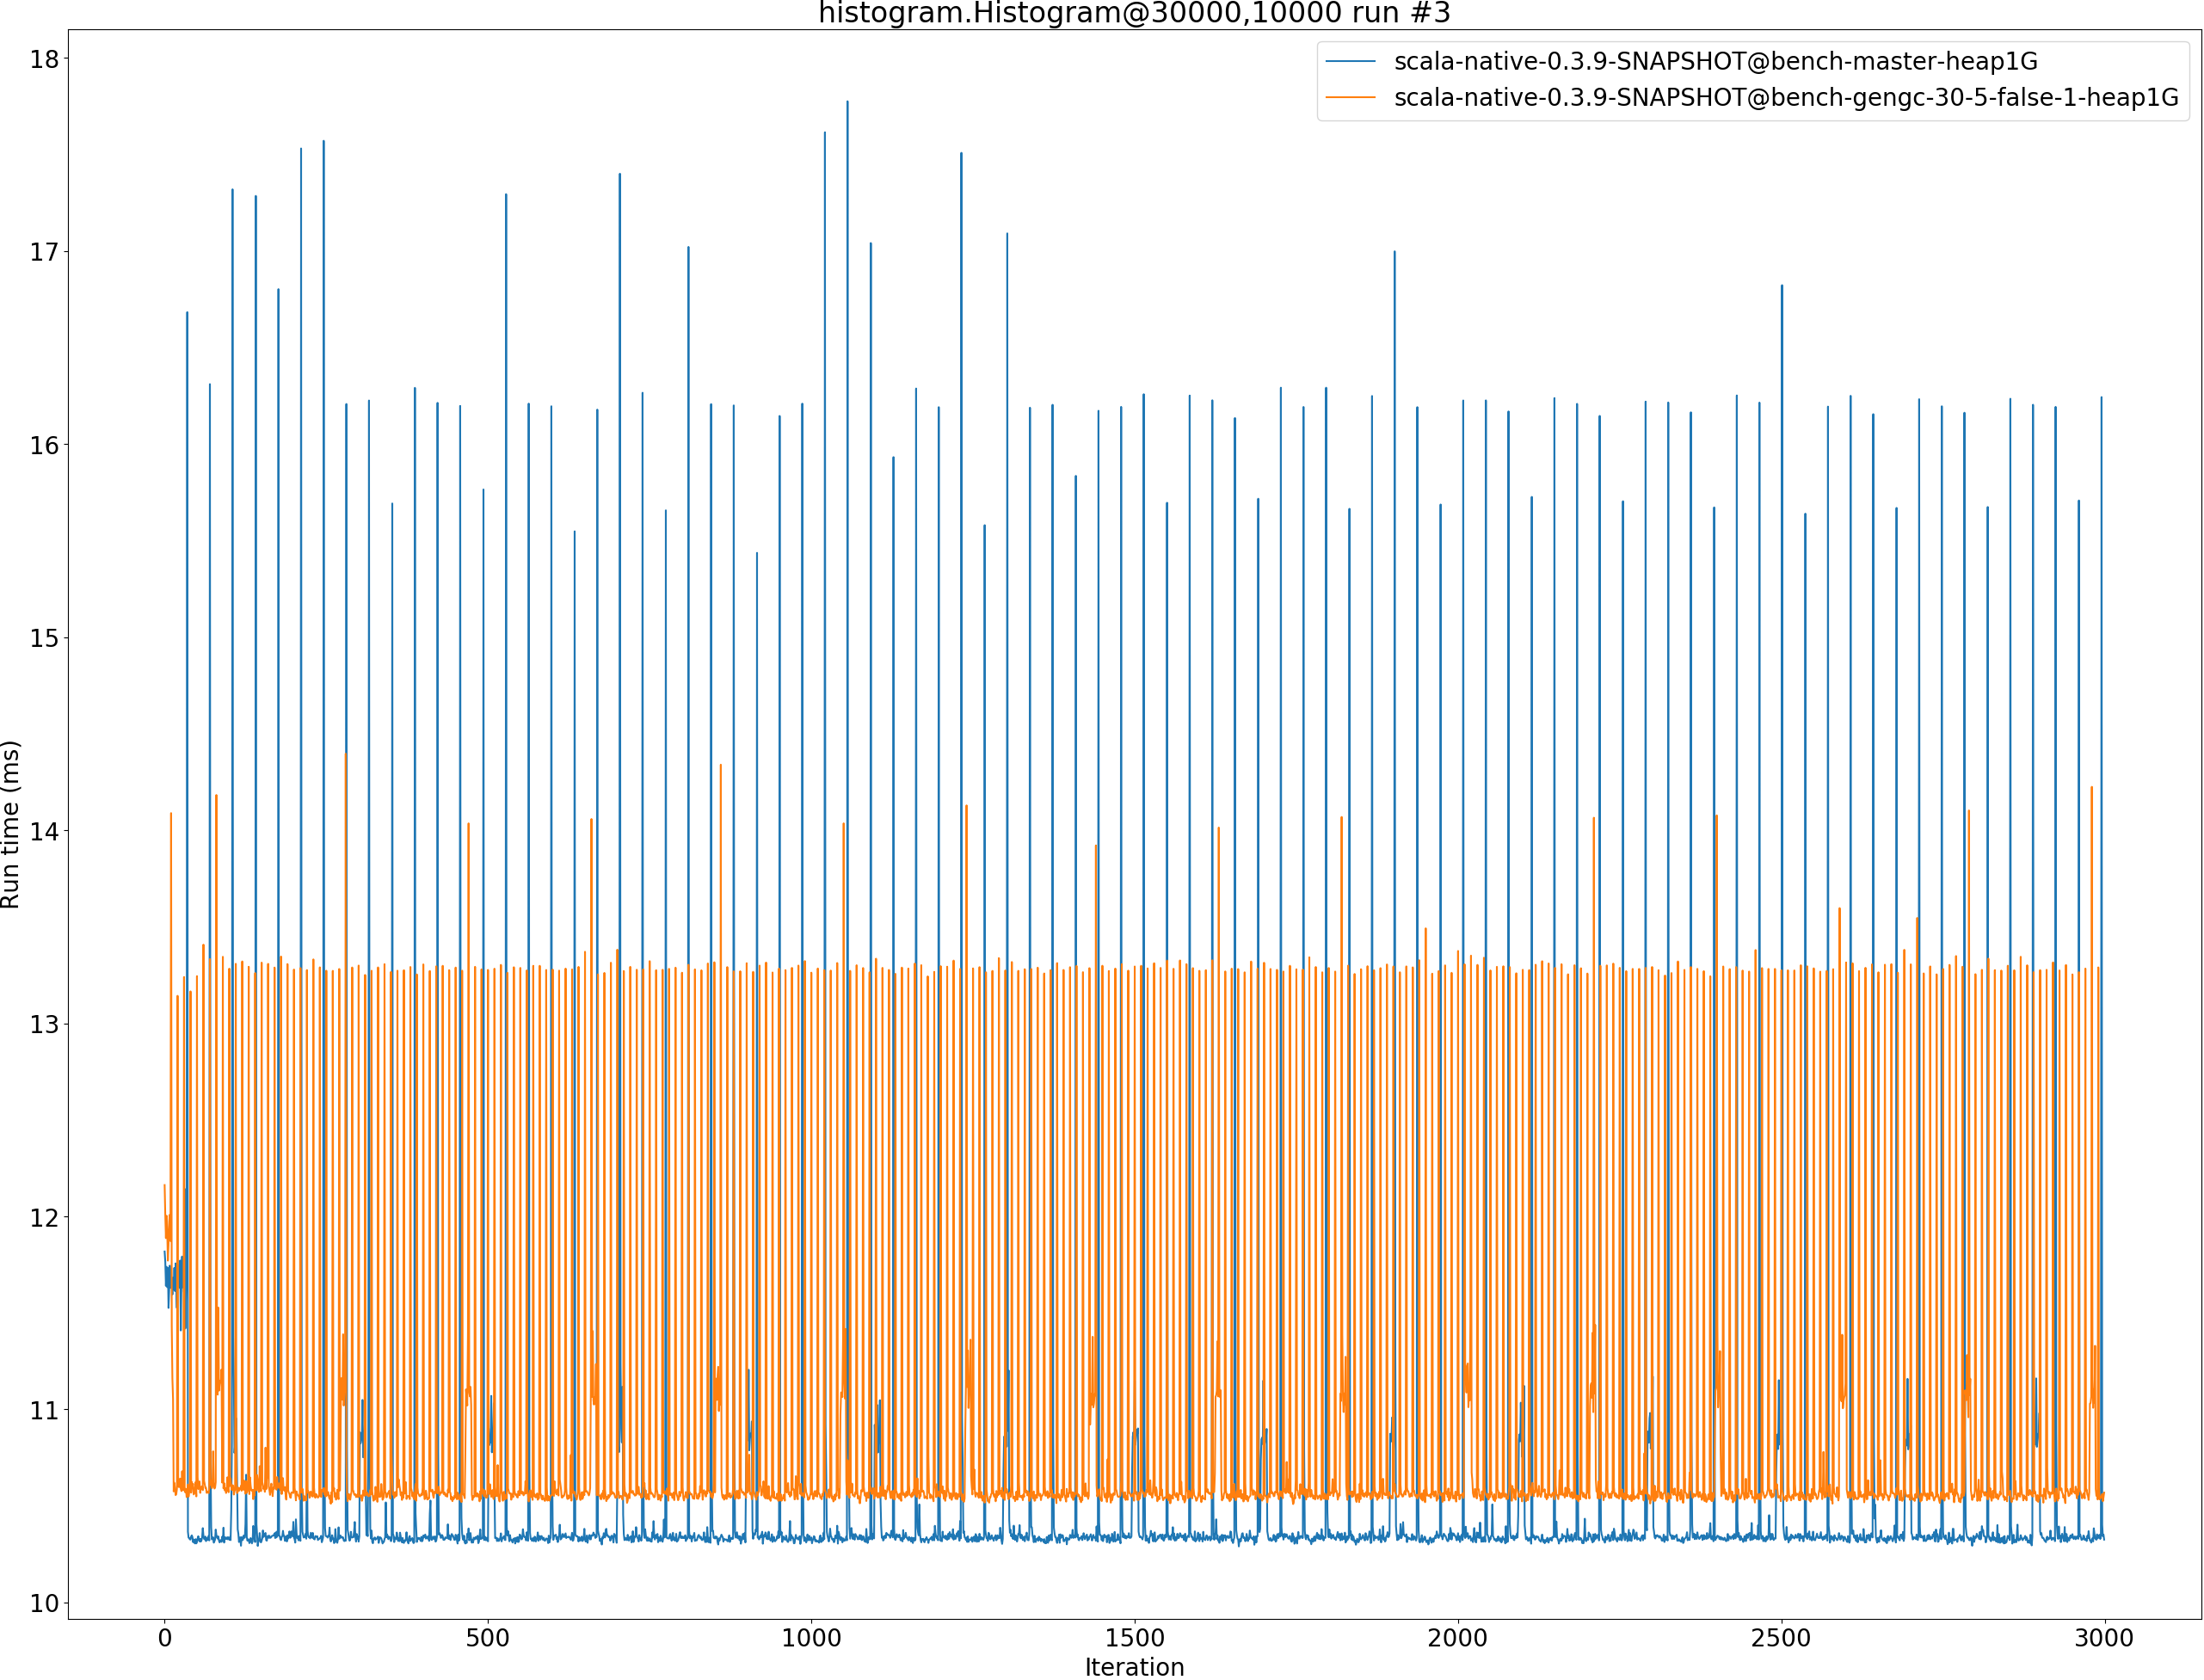 histogram.Histogram@30000,10000 run #3
scala-native-0.3.9-SNAPSHOT@bench-master-heap1G
scala-native-0.3.9-SNAPSHOT@bench-gengc-30-5-false-1-heap1G
Run time (ms)
18
17
16
15
14
13
12
11
10
0 500 1000 1500 2000 2500 3000
Iteration